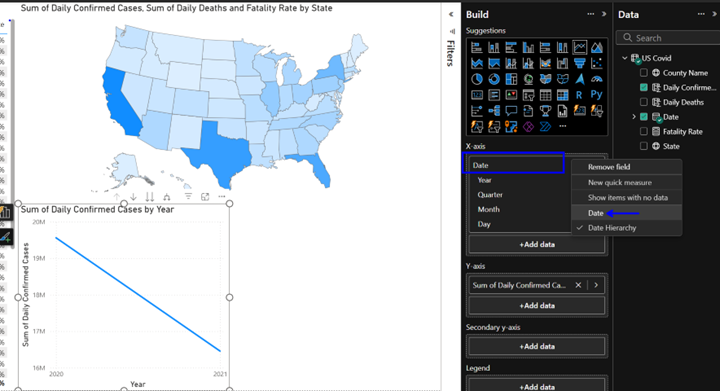 Sum of Daily Confirmed Cases, Sum of Daily Deaths and Fatality Rate by State
Sum of Daily Confirmed Cases by Year
Sum of Daily Confirmed Cases
20M
19M
18M
17M
16M
2020
2021
Year
Filters
Build
Suggestions
R
Py
X-axis
Date
Year
Quarter
Month
Day
+Add data
Y-axis
Sum of Daily Confirmed Ca...
+Add data
Secondary y-axis
+Add data
Legend
+Add data
Remove field
New quick measure
Show items with no data
Date
Date Hierarchy
Data
Search
US Covid
County Name
Daily Confirme...
Daily Deaths
Date
Fatality Rate
State